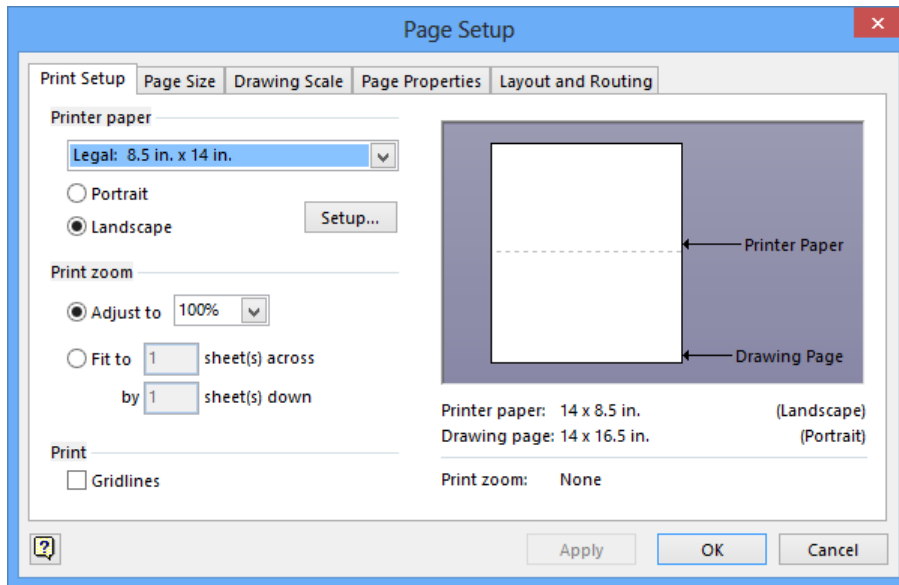 Page Setup
Print Setup
Page Size
Drawing Scale
Page Properties
Layout and Routing
Printer paper
Legal: 8.5 in. x 14 in.
Portrait
Landscape
Setup...
Print zoom
Adjust to 100%
Fit to 1 sheet(s) across
by 1 sheet(s) down
Print
Gridlines
Printer Paper
Drawing Page
Printer paper: 14 x 8.5 in. (Landscape)
Drawing page: 14 x 16.5 in. (Portrait)
Print zoom: None
?
Apply
OK
Cancel